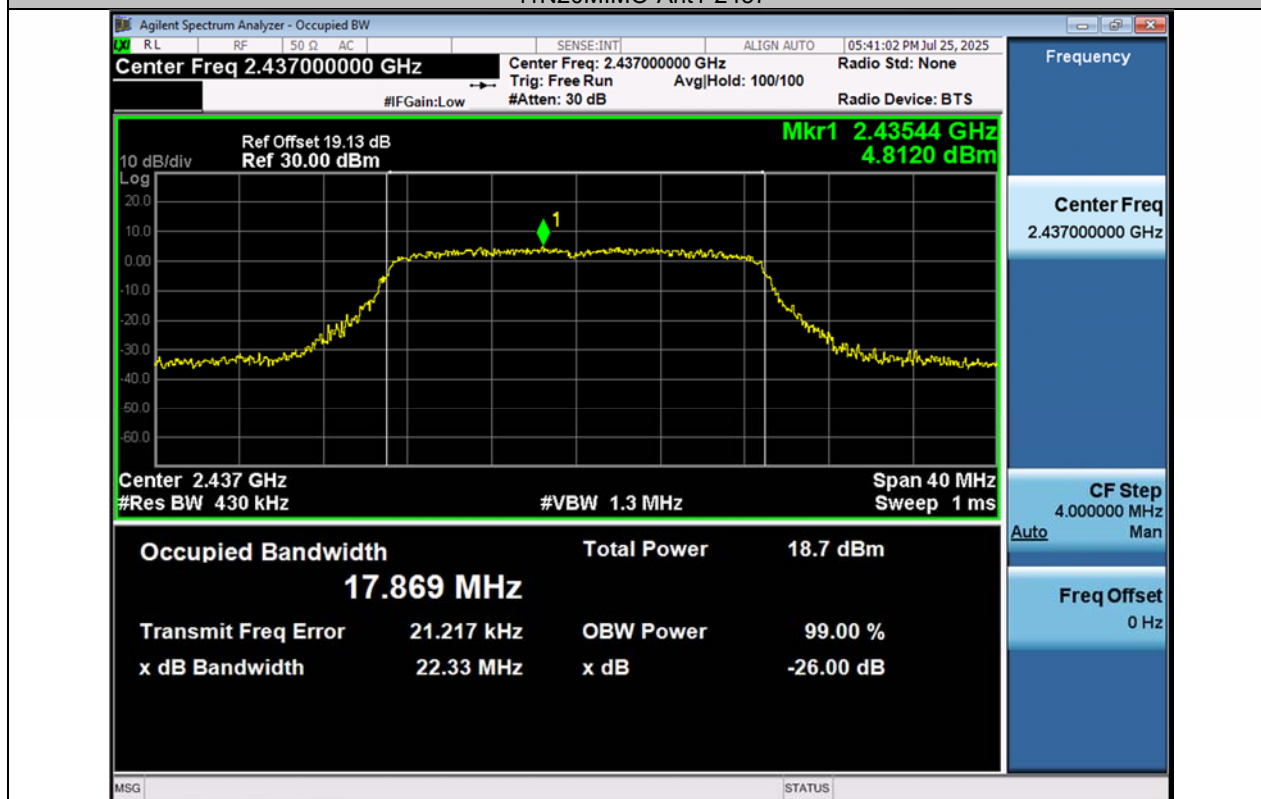 Agilent Spectrum Analyzer - Occupied BW
LXI RL RF 50 Ω AC SENSE:INT ALIGN AUTO 05:41:02 PM Jul 25, 2025
Center Freq 2.437000000 GHz Center Freq: 2.437000000 GHz Radio Std: None
Trig: Free Run Avg|Hold: 100/100
#IFGain:Low #Atten: 30 dB Radio Device: BTS
Frequency
Ref Offset 19.13 dB Mkr1 2.43544 GHz
10 dB/div Ref 30.00 dBm 4.8120 dBm
Log
20.0
10.0
0.00
-10.0
-20.0
-30.0
-40.0
-50.0
-60.0
1
Center 2.437 GHz Span 40 MHz
#Res BW 430 kHz #VBW 1.3 MHz Sweep 1 ms
Occupied Bandwidth Total Power 18.7 dBm
17.869 MHz
Transmit Freq Error 21.217 kHz OBW Power 99.00 %
x dB Bandwidth 22.33 MHz x dB -26.00 dB
Center Freq
2.437000000 GHz
CF Step
4.000000 MHz
Auto Man
Freq Offset
0 Hz
MSG STATUS